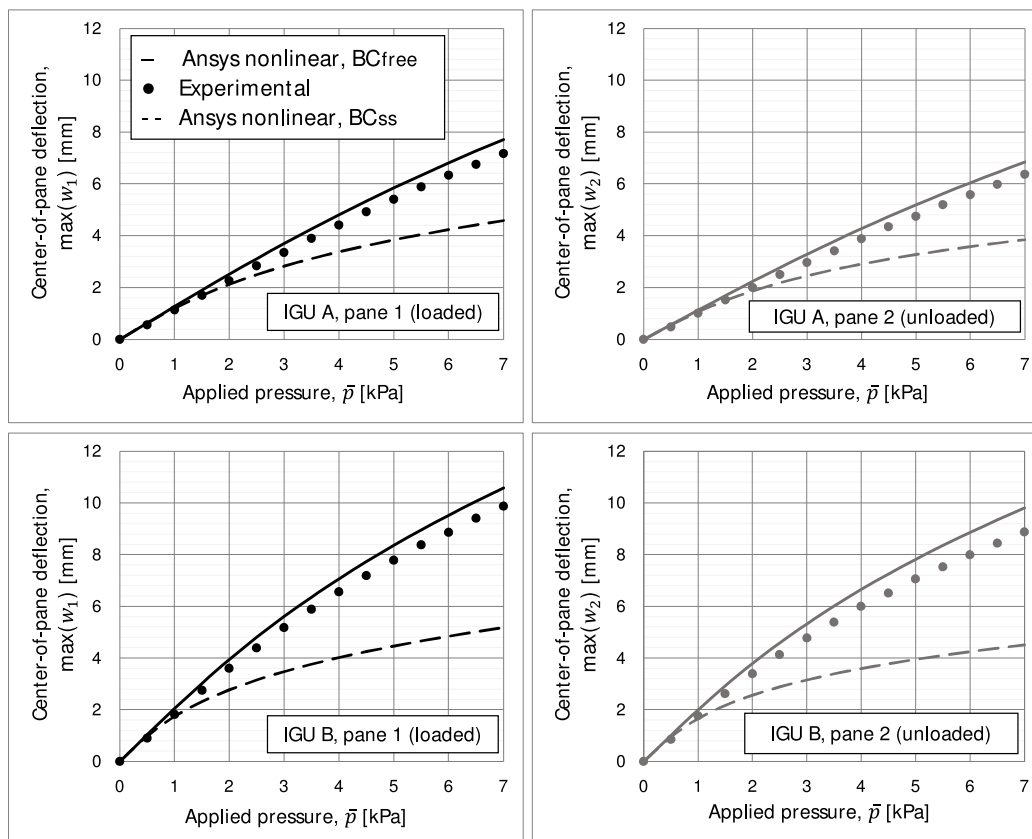 12
10
8
6
4
2
0
Center-of-pane deflection,
max(w₁) [mm]
Ansys nonlinear, BCfree
Experimental
Ansys nonlinear, BCss
IGU A, pane 1 (loaded)
0 1 2 3 4 5 6 7
Applied pressure, p̄ [kPa]
12
10
8
6
4
2
0
Center-of-pane deflection,
max(w₂) [mm]
IGU A, pane 2 (unloaded)
0 1 2 3 4 5 6 7
Applied pressure, p̄ [kPa]
12
10
8
6
4
2
0
Center-of-pane deflection,
max(w₁) [mm]
IGU B, pane 1 (loaded)
0 1 2 3 4 5 6 7
Applied pressure, p̄ [kPa]
12
10
8
6
4
2
0
Center-of-pane deflection,
max(w₂) [mm]
IGU B, pane 2 (unloaded)
0 1 2 3 4 5 6 7
Applied pressure, p̄ [kPa]